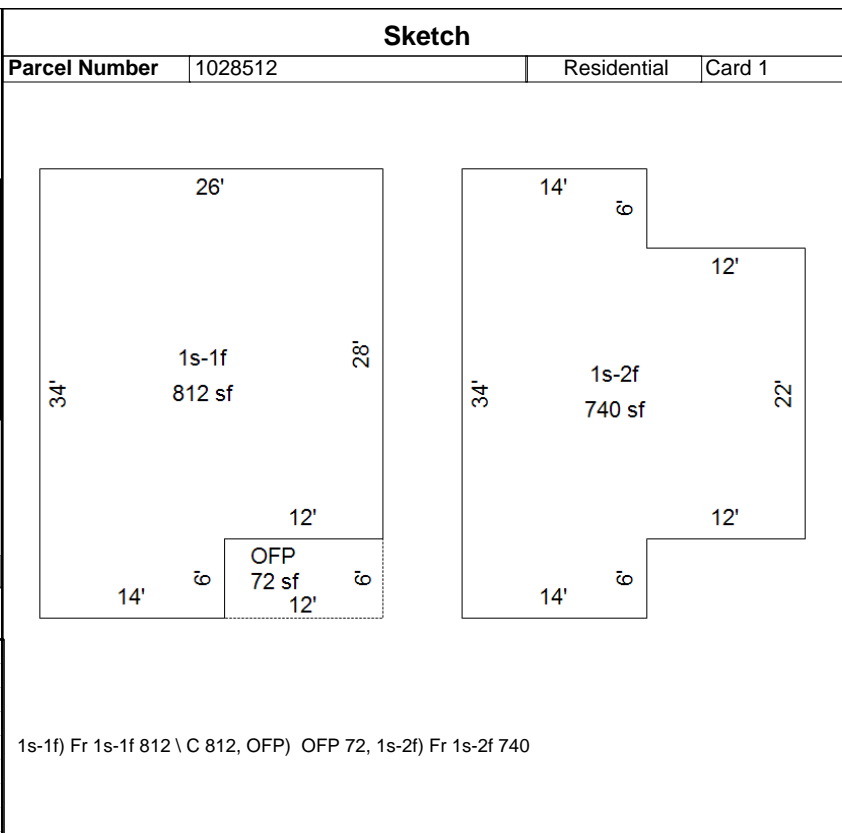 Sketch
Parcel Number 1028512 Residential Card 1
26'
34'
1s-1f
812 sf
28'
12'
14'
6'
OFP
72 sf
12'
6'
14'
6'
12'
34'
1s-2f
740 sf
22'
12'
14'
6'
1s-1f) Fr 1s-1f 812 \ C 812, OFP) OFP 72, 1s-2f) Fr 1s-2f 740